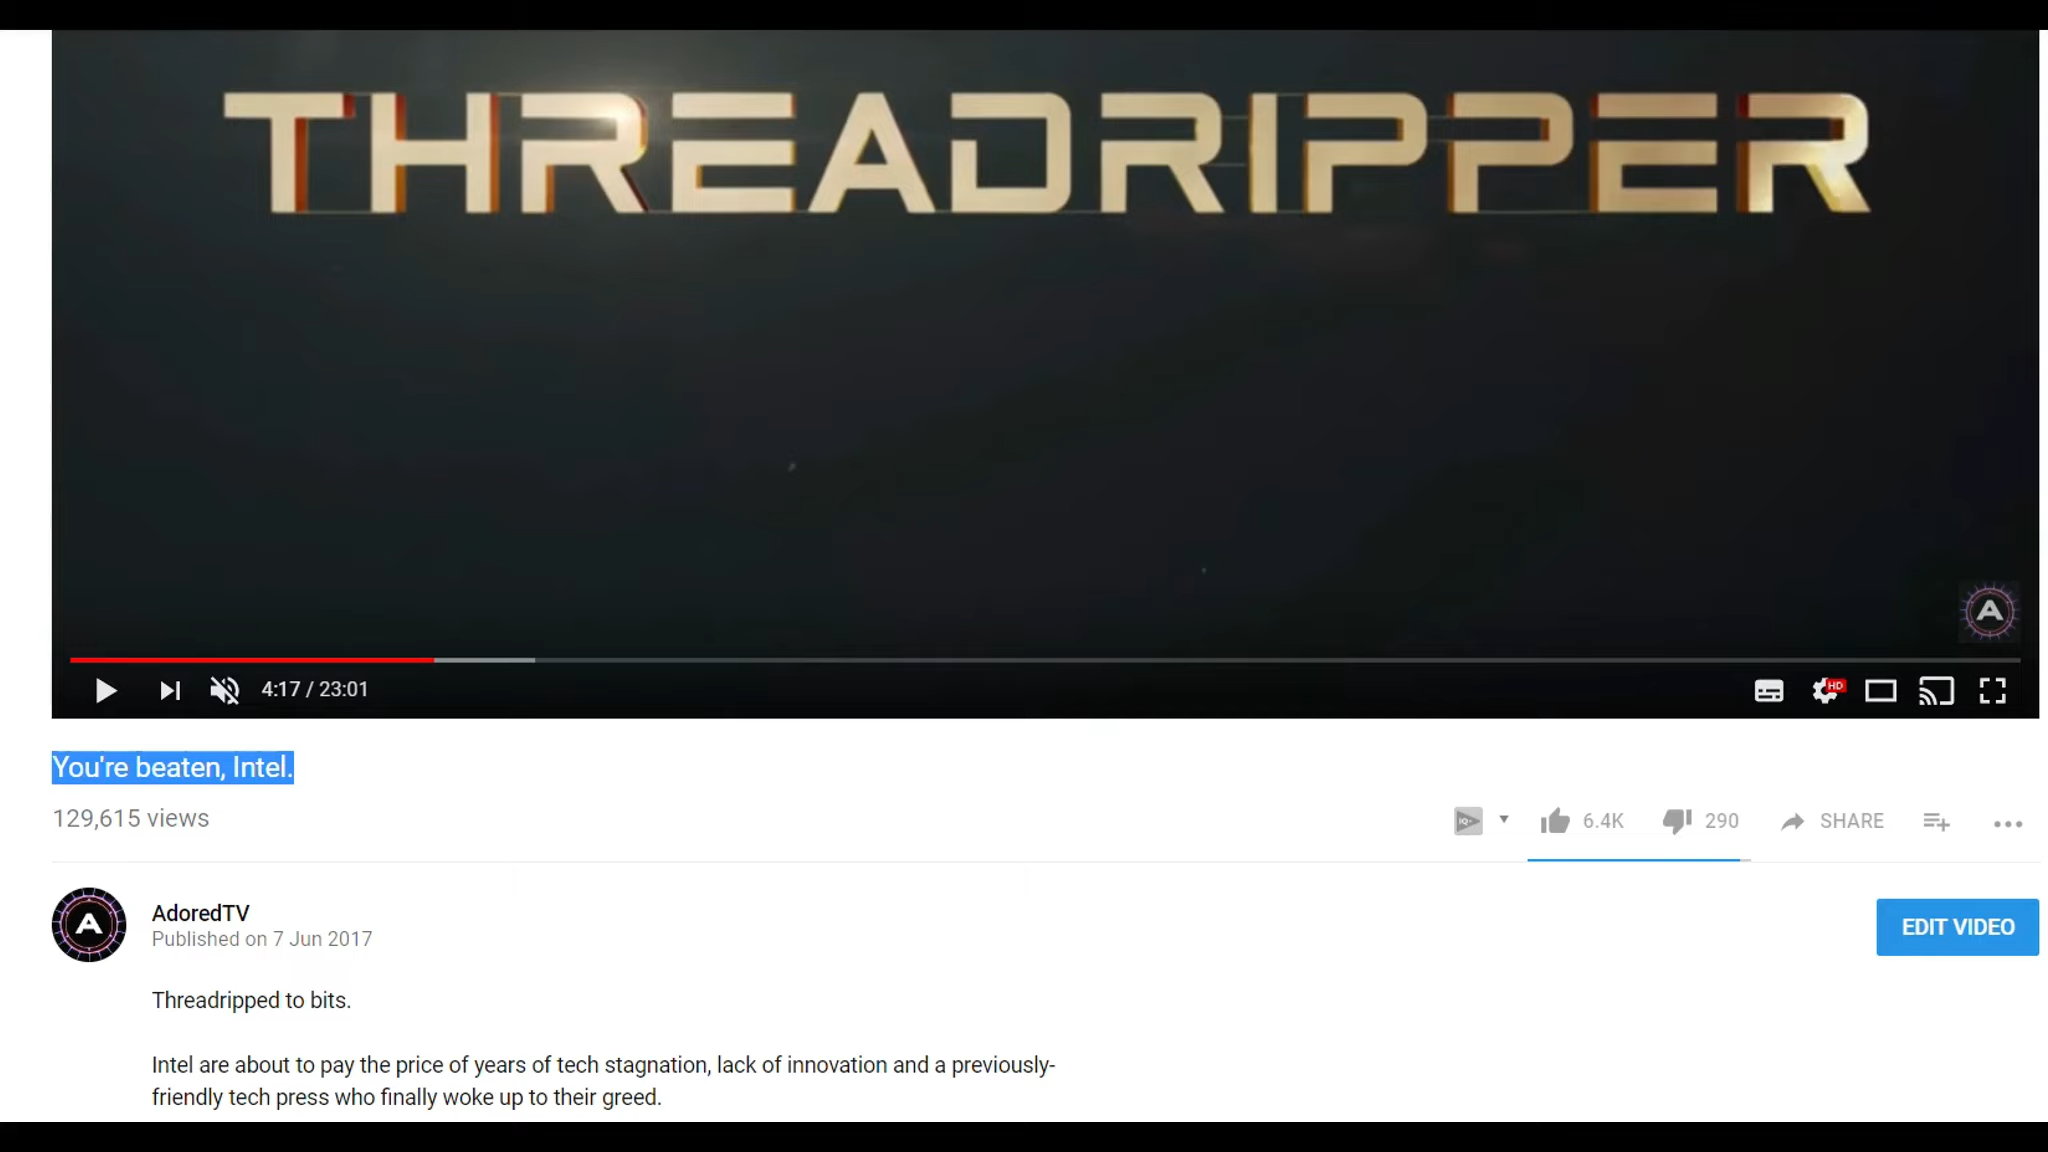 THREADRIPPER
A
4:17 / 23:01
HD
You're beaten, Intel.
129,615 views
IQ
6.4K
290
SHARE
A
AdoredTV
Published on 7 Jun 2017
EDIT VIDEO
Threadripped to bits.
Intel are about to pay the price of years of tech stagnation, lack of innovation and a previously-
friendly tech press who finally woke up to their greed.